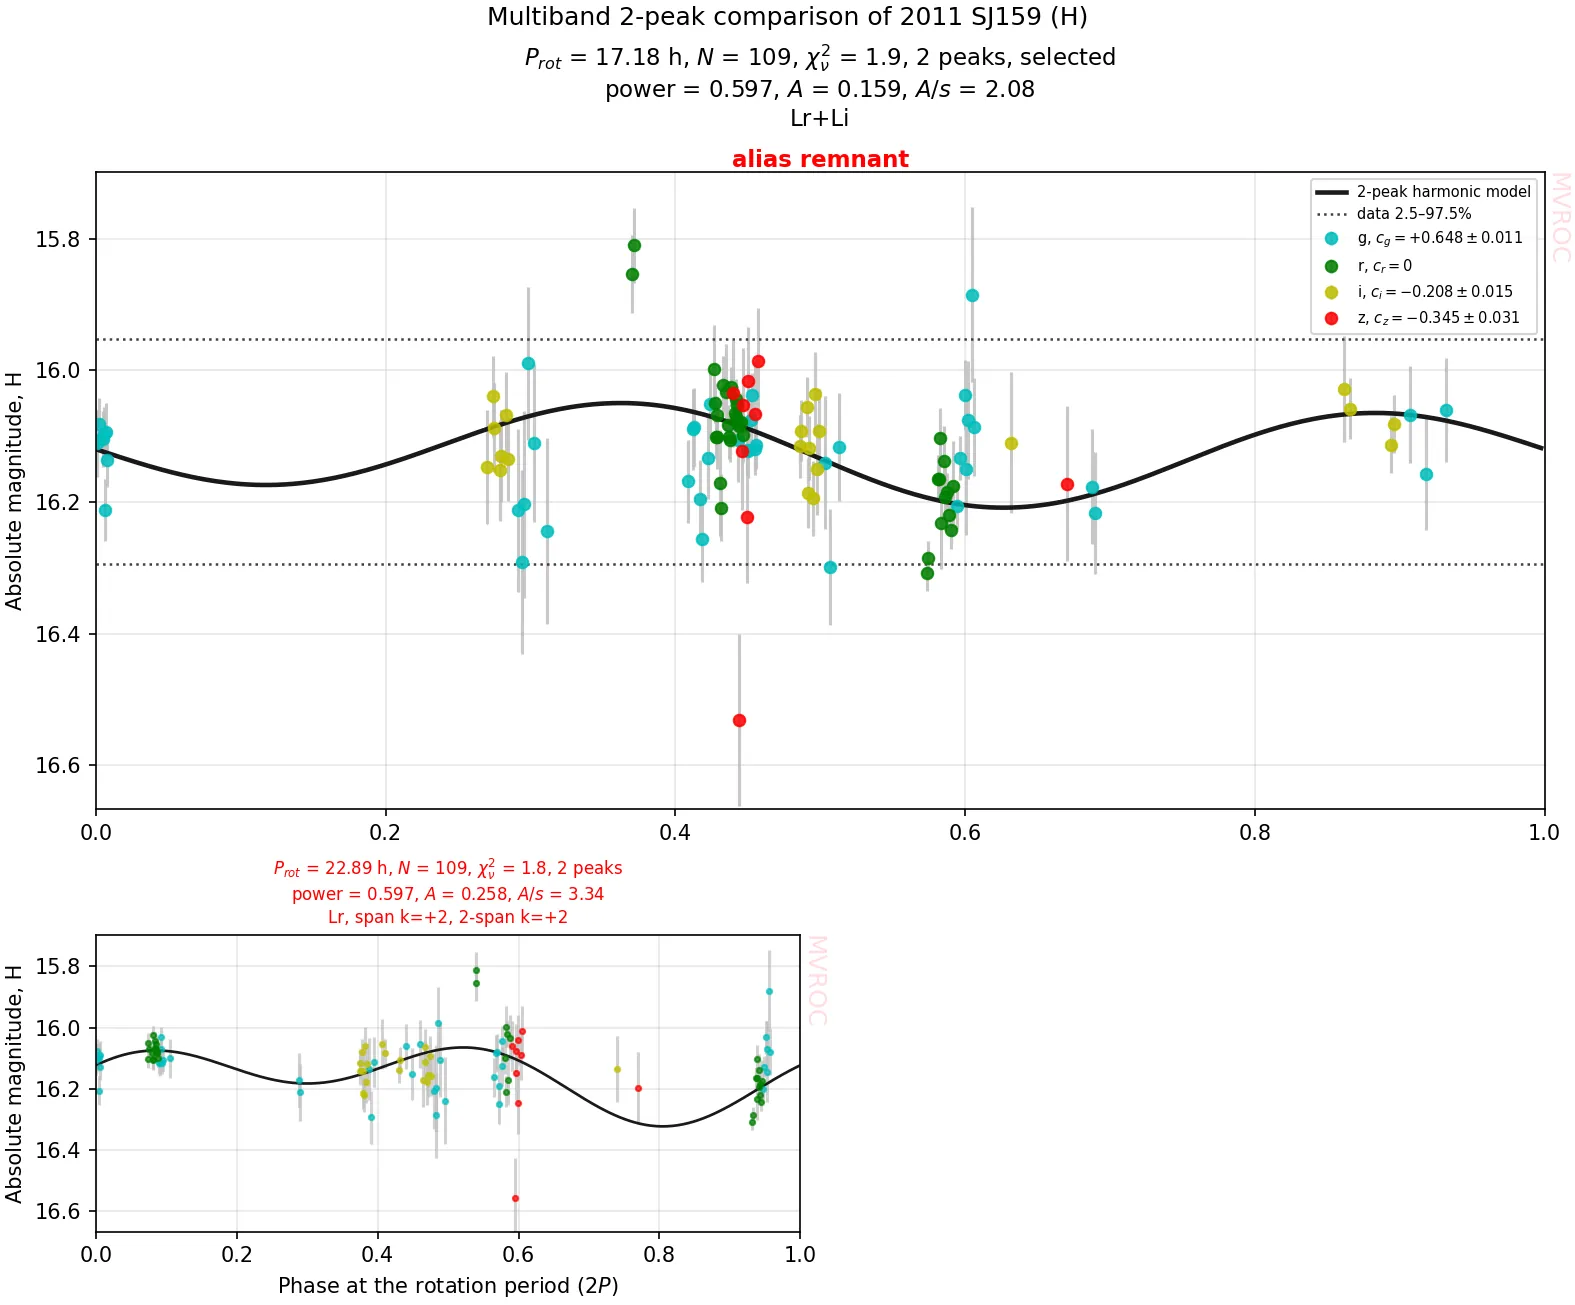 Multiband 2-peak comparison of 2011 SJ159 (H)
P_rot = 17.18 h, N = 109, χ²_ν = 1.9, 2 peaks, selected
power = 0.597, A = 0.159, A/s = 2.08
Lr+Li
alias remnant
MVROC
2-peak harmonic model
data 2.5–97.5%
g, c_g = +0.648 ± 0.011
r, c_r = 0
i, c_i = −0.208 ± 0.015
z, c_z = −0.345 ± 0.031
Absolute magnitude, H
15.8
16.0
16.2
16.4
16.6
0.0 0.2 0.4 0.6 0.8 1.0
P_rot = 22.89 h, N = 109, χ²_ν = 1.8, 2 peaks
power = 0.597, A = 0.258, A/s = 3.34
Lr, span k=+2, 2-span k=+2
MVROC
Absolute magnitude, H
15.8
16.0
16.2
16.4
16.6
0.0 0.2 0.4 0.6 0.8 1.0
Phase at the rotation period (2P)